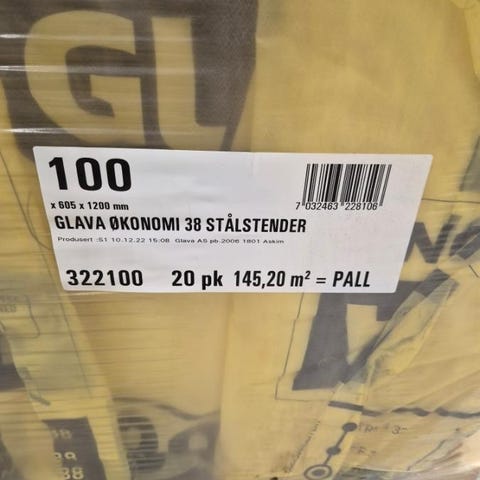 GL
100
x 605 x 1200 mm
7 032463 228106
GLAVA ØKONOMI 38 STÅLSTENDER
Produsert :S1 10.12.22 15:08 Glava AS pb.2006 1801 Askim
322100 20 pk 145,20 m² = PALL